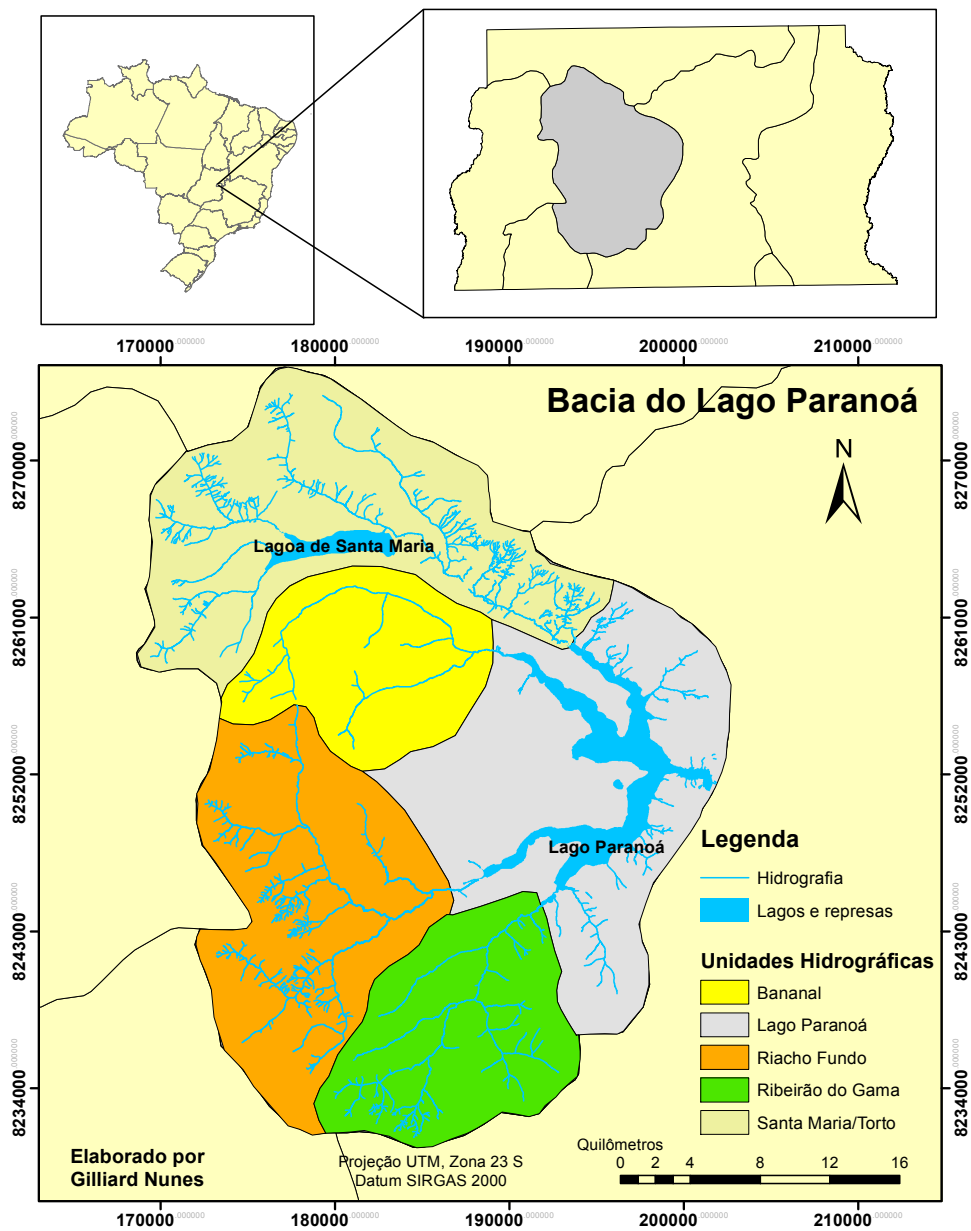 170000.000000 180000.000000 190000.000000 200000.000000 210000.000000
Bacia do Lago Paranoá
N
8270000.000000
8270000.000000
Lagoa de Santa Maria
8261000.000000
8261000.000000
8252000.000000
8252000.000000
Lago Paranoá
Legenda
Hidrografia
Lagos e represas
8243000.000000
8243000.000000
Unidades Hidrográficas
Bananal
Lago Paranoá
Riacho Fundo
Ribeirão do Gama
Santa Maria/Torto
8234000.000000
8234000.000000
Elaborado por
Gilliard Nunes
Projeção UTM, Zona 23 S
Datum SIRGAS 2000
Quilômetros
0 2 4 8 12 16
170000.000000 180000.000000 190000.000000 200000.000000 210000.000000